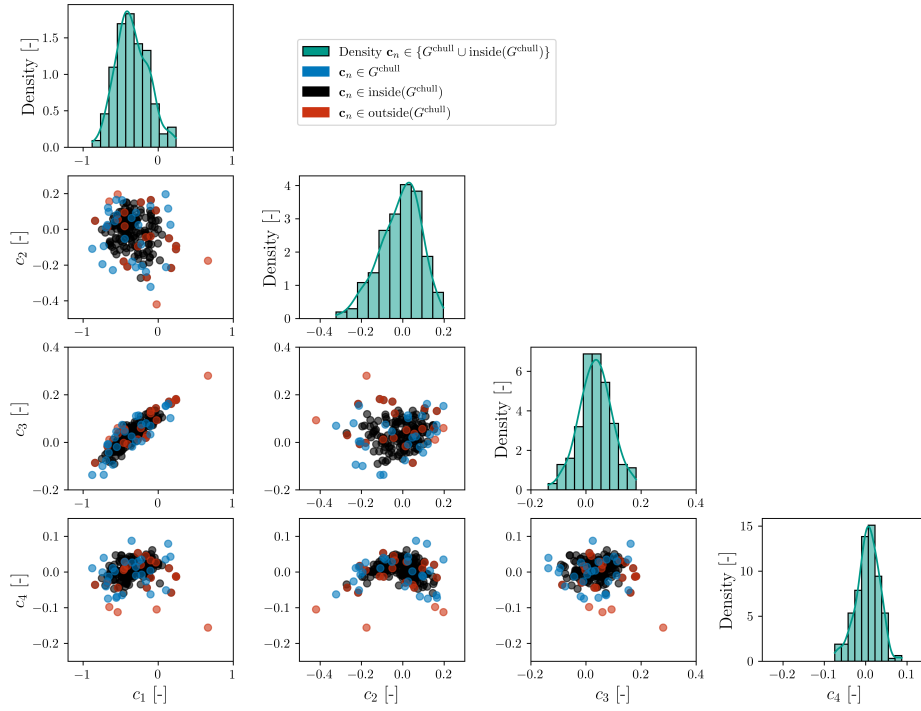 Density [-]
1.5
1.0
0.5
0.0
−1 0 1
Density c_n ∈ {G^chull ∪ inside(G^chull)}
c_n ∈ G^chull
c_n ∈ inside(G^chull)
c_n ∈ outside(G^chull)
c_2 [-]
0.2
0.0
−0.2
−0.4
−1 0 1
Density [-]
4
3
2
1
0
−0.4 −0.2 0.0 0.2
c_3 [-]
0.4
0.2
0.0
−0.2
−1 0 1
0.4
0.2
0.0
−0.2
−0.4 −0.2 0.0 0.2
Density [-]
6
4
2
0
−0.2 0.0 0.2 0.4
c_4 [-]
0.1
0.0
−0.1
−0.2
−1 0 1
c_1 [-]
0.1
0.0
−0.1
−0.2
−0.4 −0.2 0.0 0.2
c_2 [-]
0.1
0.0
−0.1
−0.2
−0.2 0.0 0.2 0.4
c_3 [-]
Density [-]
15
10
5
0
−0.2 −0.1 0.0 0.1
c_4 [-]